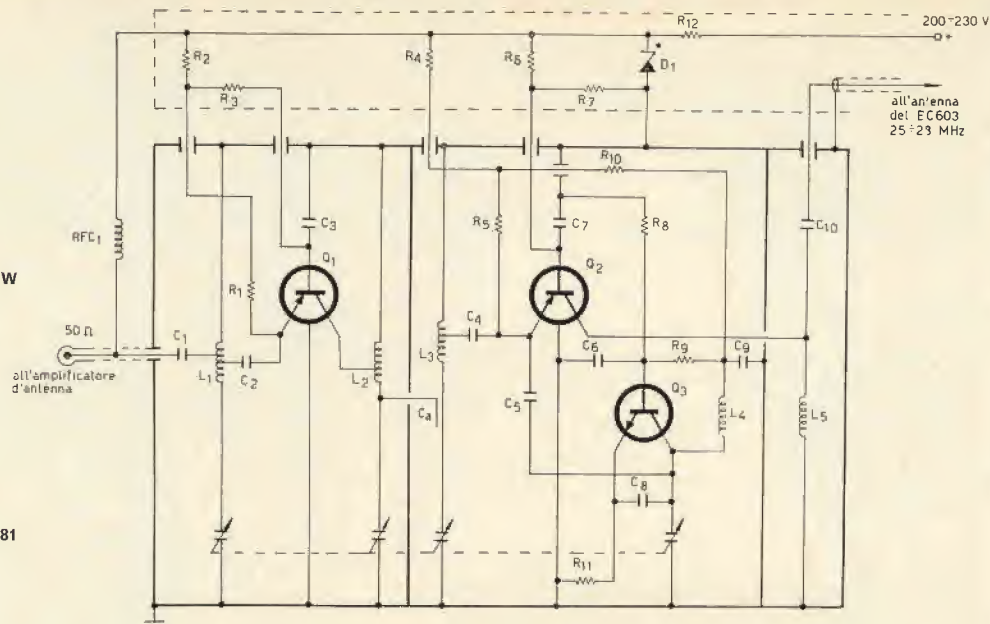 R12
200÷230 V
+
R2
R4
R6
D1
R3
R7
all'an'enna
del EC603
25÷23 MHz
R10
C3
R5
C7
R8
C10
RFC1
Q1
Q2
W
R1
50 Ω
C1
C4
C6
R9
C9
L1
C2
L2
L3
Q3
all'amplificatore
d'antenna
Ca
C5
L4
L5
C8
81
R11